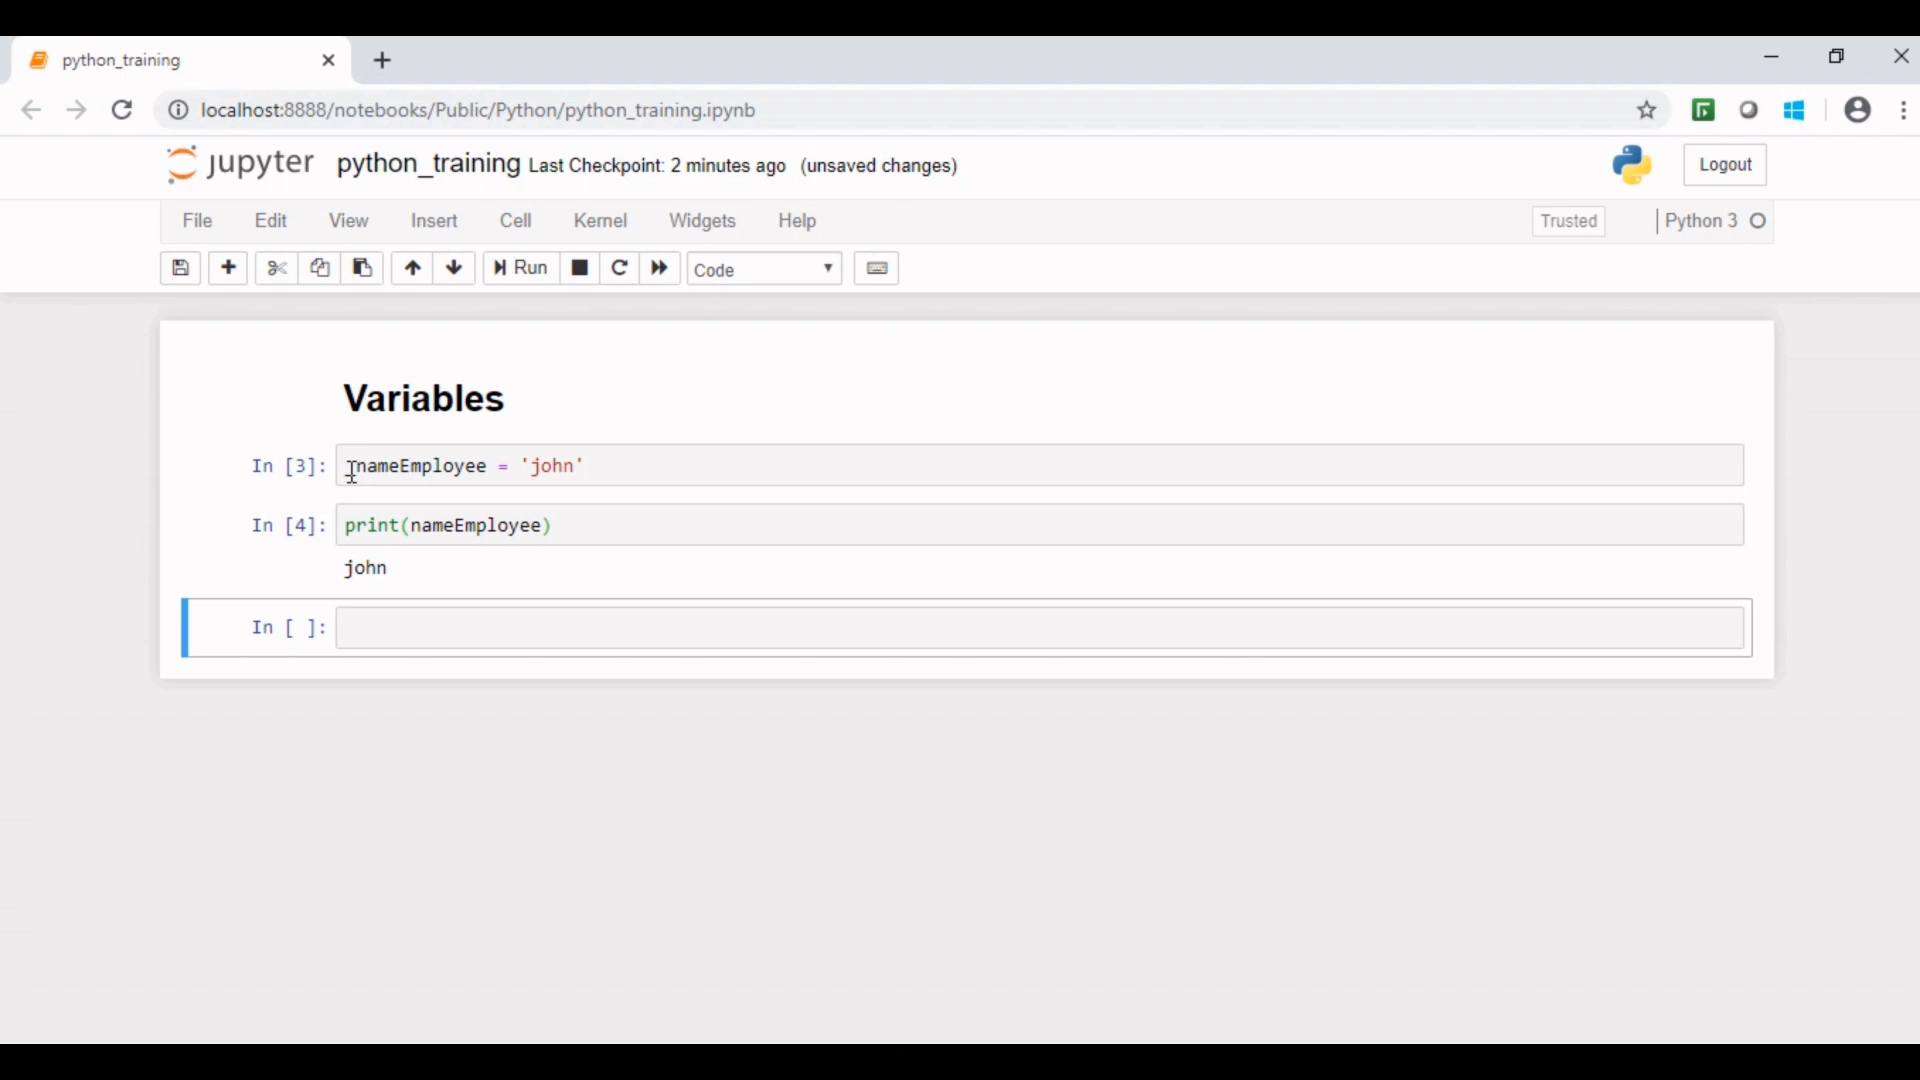 python_training
localhost:8888/notebooks/Public/Python/python_training.ipynb
jupyter python_training Last Checkpoint: 2 minutes ago (unsaved changes)
Logout
File Edit View Insert Cell Kernel Widgets Help Trusted Python 3
Run Code
Variables
In [3]: nameEmployee = 'john'
In [4]: print(nameEmployee)
john
In [ ]: